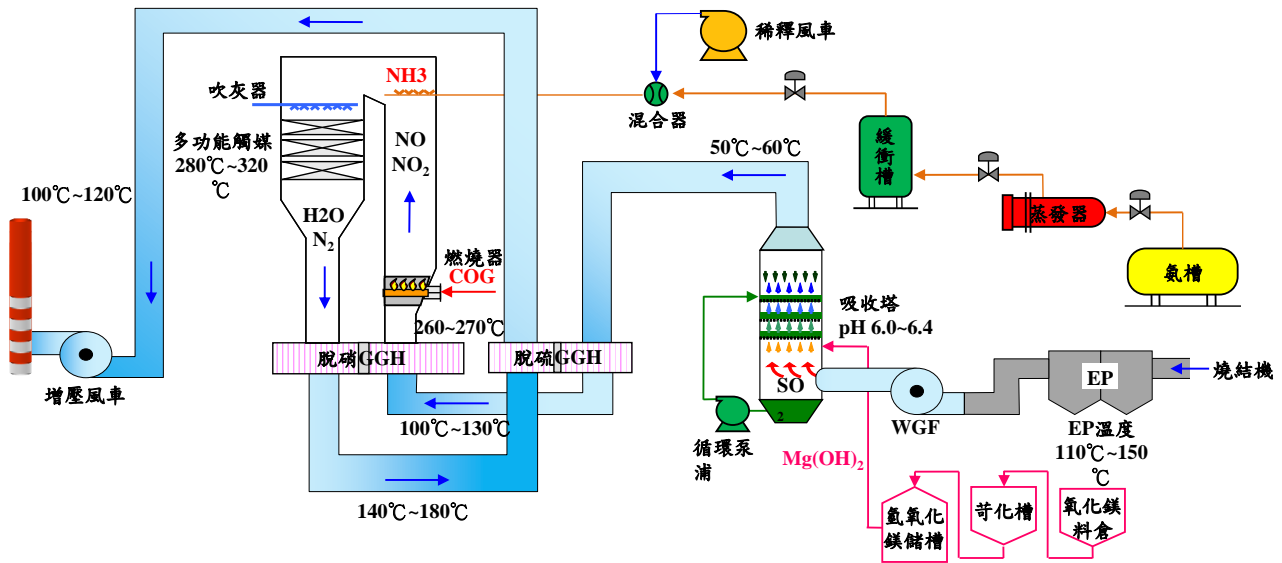 稀釋風車
NH3
吹灰器
混合器
多功能觸媒
280℃~320
℃
NO
NO₂
緩衝槽
50℃~60℃
100℃~120℃
蒸發器
H2O
N₂
燃燒器
COG
氨槽
吸收塔
pH 6.0~6.4
260~270℃
脫硝GGH
脫硫GGH
EP
燒結機
SO
2
增壓風車
100℃~130℃
WGF
EP溫度
110℃~150
℃
循環泵
浦
Mg(OH)₂
140℃~180℃
氫氧化
鎂儲槽
苛化槽
氧化鎂
料倉